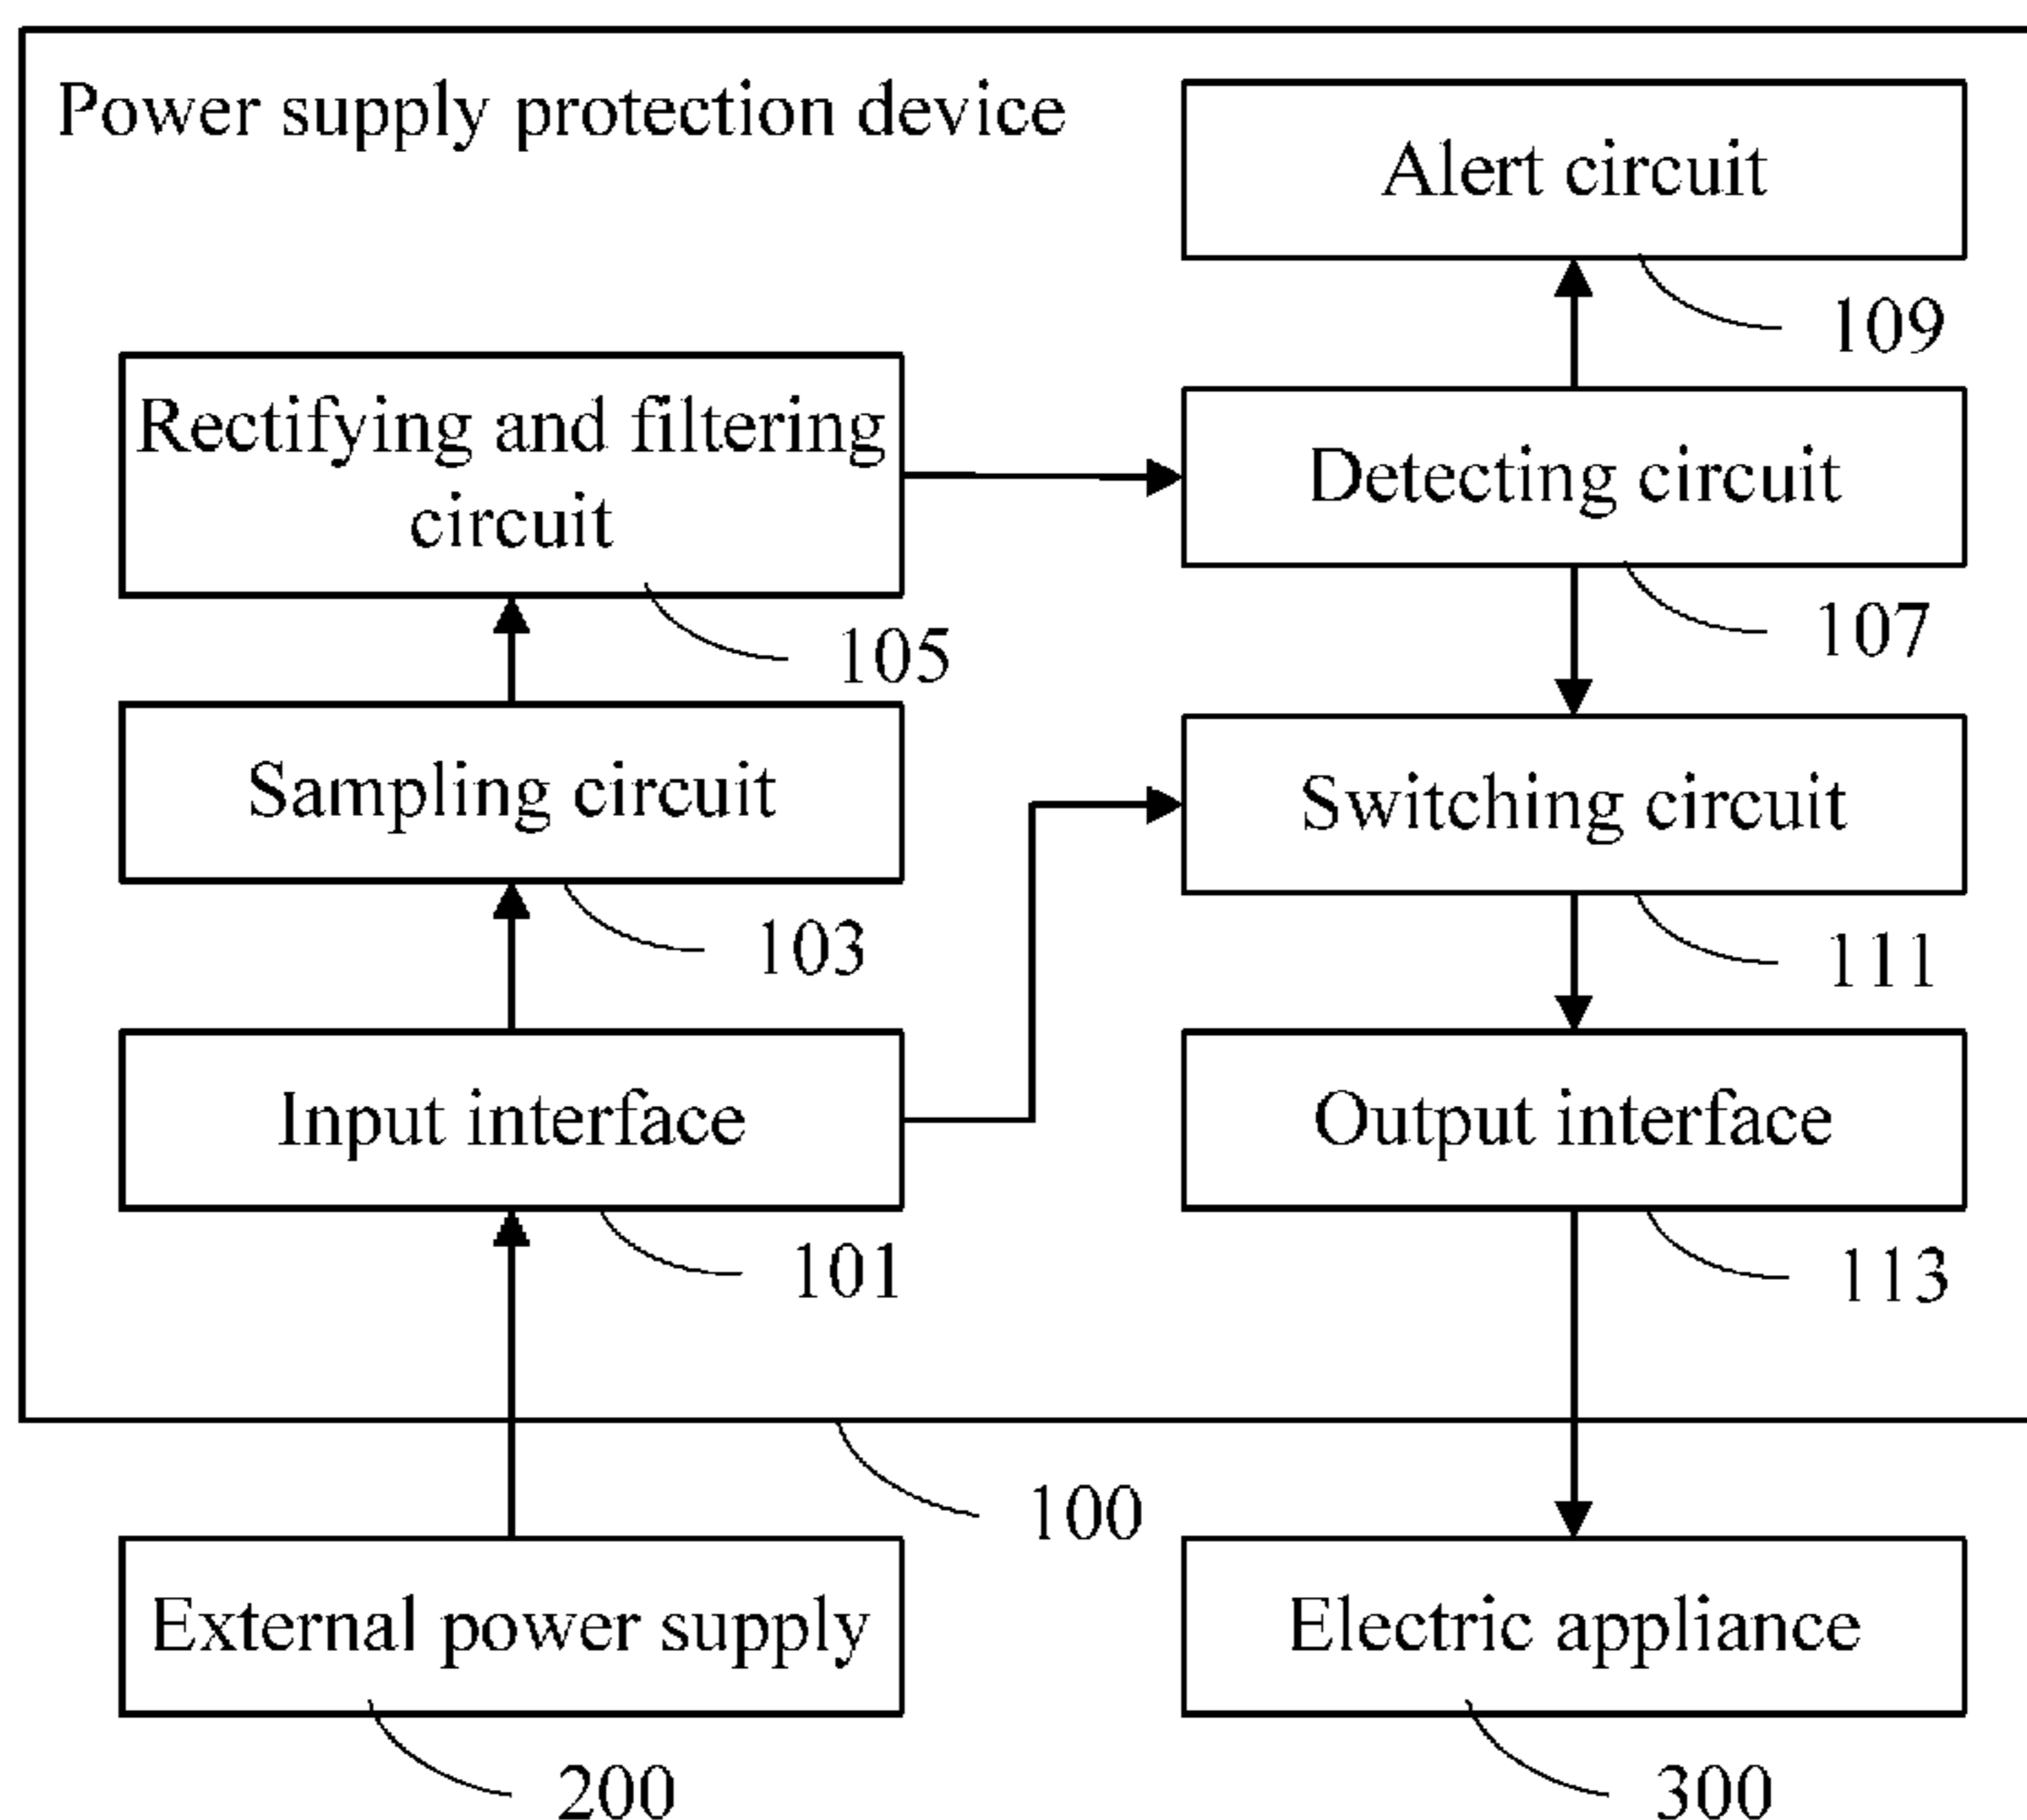 Power supply protection device
Alert circuit
109
Rectifying and filtering
circuit
105
Detecting circuit
107
Sampling circuit
103
Switching circuit
111
Input interface
101
Output interface
113
100
External power supply
200
Electric appliance
300